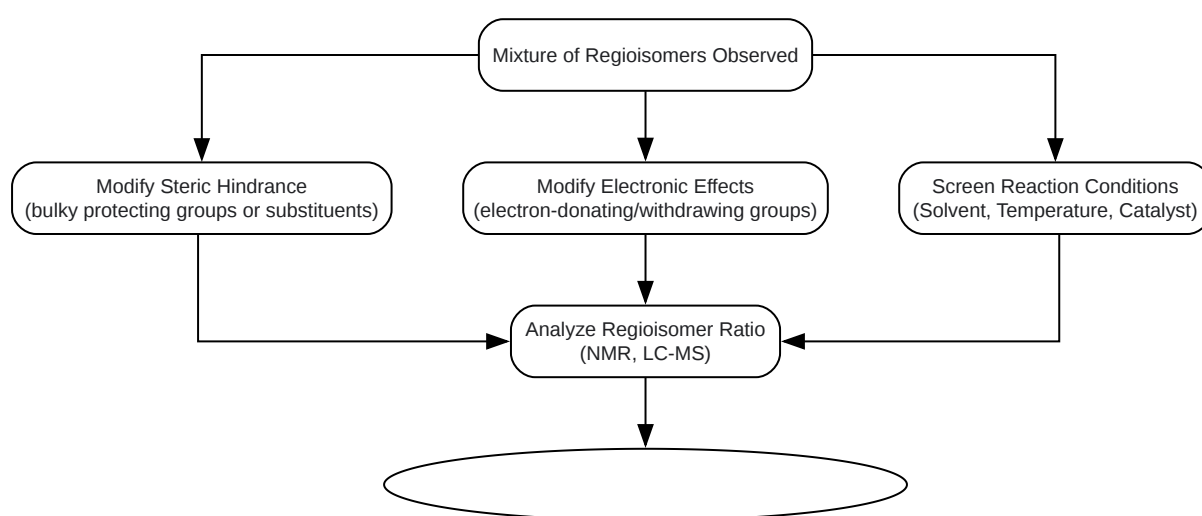 Mixture of Regioisomers Observed
Modify Steric Hindrance
(bulky protecting groups or substituents)
Modify Electronic Effects
(electron-donating/withdrawing groups)
Screen Reaction Conditions
(Solvent, Temperature, Catalyst)
Analyze Regioisomer Ratio
(NMR, LC-MS)